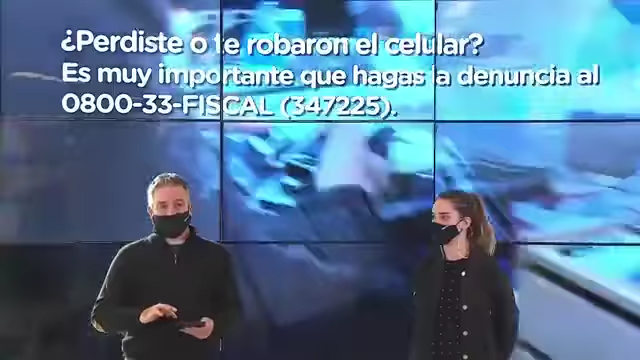 ¿Perdiste o te robaron el celular?
Es muy importante que hagas la denuncia al
0800-33-FISCAL (347225).